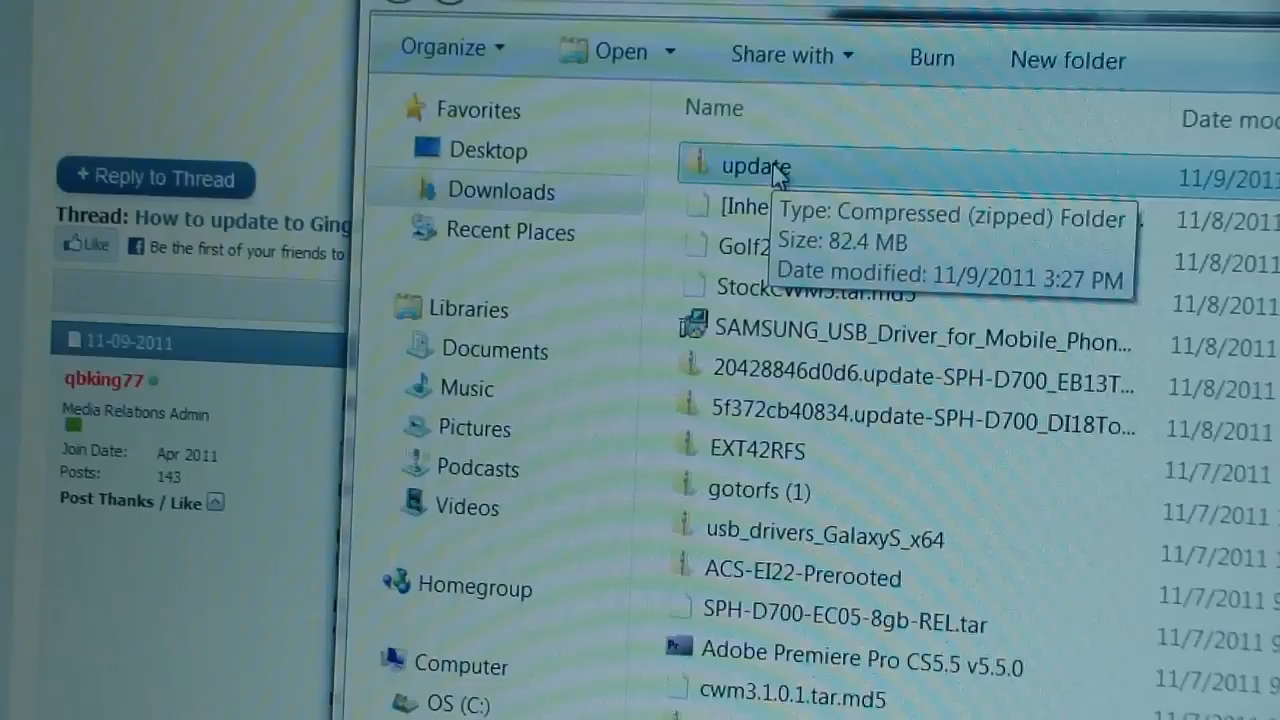 Organize
Open
Share with
Burn
New folder
Favorites
Desktop
Downloads
Recent Places
Libraries
Documents
Music
Pictures
Podcasts
Videos
Homegroup
Computer
OS (C:)
Name
Date mod
update
11/9/2011
[Inhe
11/8/2011
Golf2
11/8/2011
StockCWM3.tar.md5
11/8/2011
SAMSUNG_USB_Driver_for_Mobile_Phon...
11/8/2011
20428846d0d6.update-SPH-D700_EB13T...
11/8/2011
5f372cb40834.update-SPH-D700_DI18To...
11/8/2011
EXT42RFS
11/7/2011
gotorfs (1)
11/7/2011
usb_drivers_GalaxyS_x64
11/7/2011
ACS-EI22-Prerooted
11/7/2011
SPH-D700-EC05-8gb-REL.tar
11/7/2011
Adobe Premiere Pro CS5.5 v5.5.0
11/7/2011
cwm3.1.0.1.tar.md5
Type: Compressed (zipped) Folder
Size: 82.4 MB
Date modified: 11/9/2011 3:27 PM
+ Reply to Thread
Thread: How to update to Ging
Like
Be the first of your friends to
11-09-2011
qbking77
Media Relations Admin
Join Date: Apr 2011
Posts: 143
Post Thanks / Like